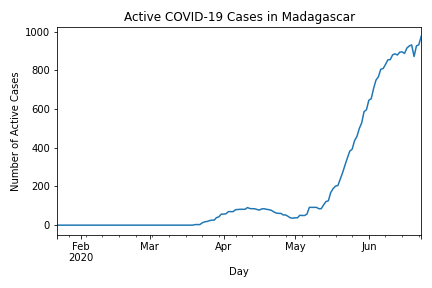 Active COVID-19 Cases in Madagascar
1000
800
600
400
200
0
Number of Active Cases
Feb
2020
Mar
Apr
May
Jun
Day